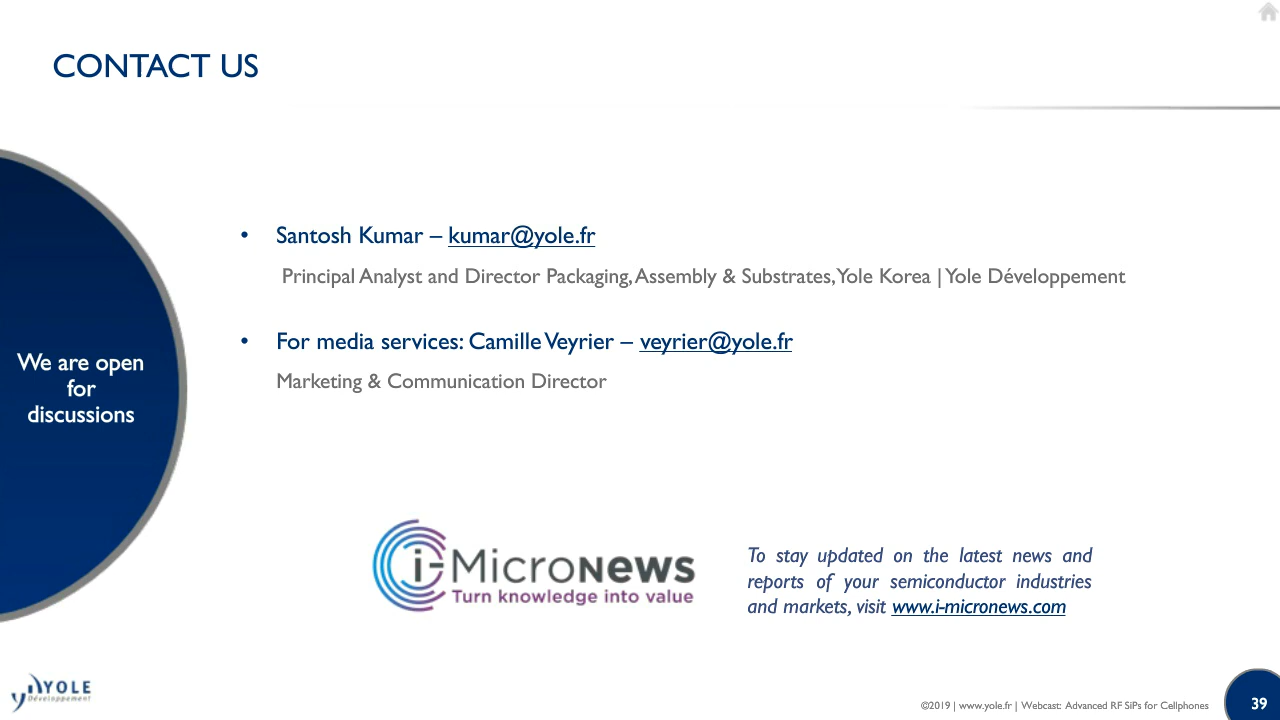 CONTACT US
We are open
for
discussions
• Santosh Kumar – kumar@yole.fr
Principal Analyst and Director Packaging, Assembly & Substrates, Yole Korea | Yole Développement
• For media services: Camille Veyrier – veyrier@yole.fr
Marketing & Communication Director
i-Micronews
Turn knowledge into value
To stay updated on the latest news and
reports of your semiconductor industries
and markets, visit www.i-micronews.com
YOLE
Développement
©2019 | www.yole.fr | Webcast: Advanced RF SiPs for Cellphones
39